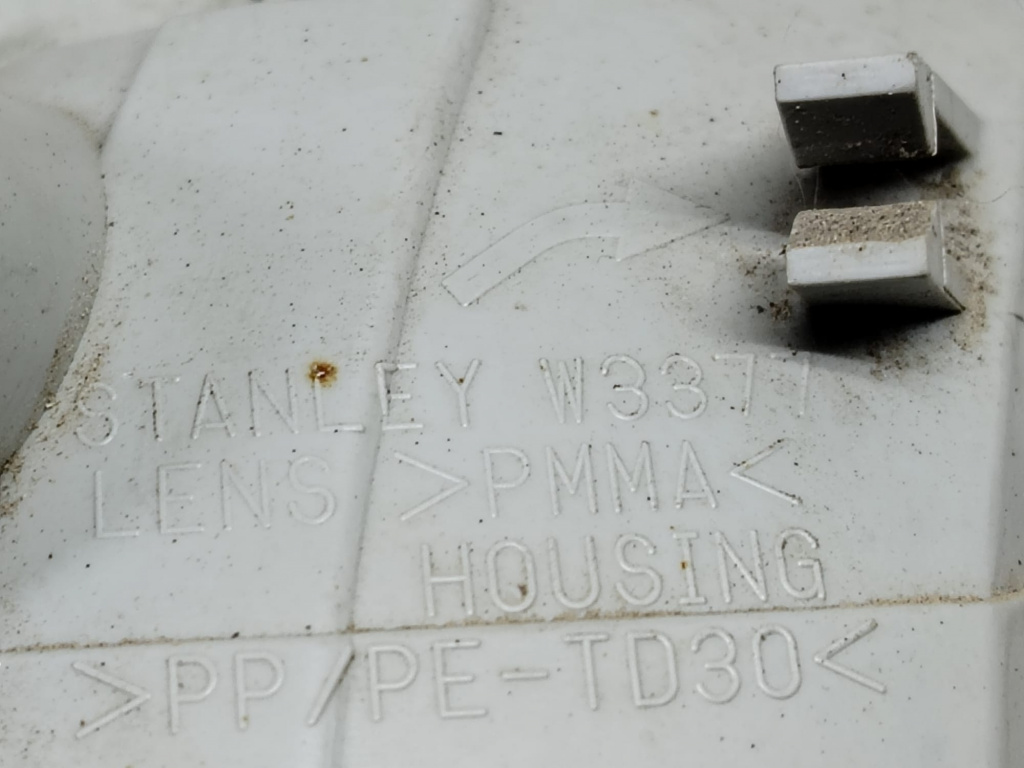 STANLEY W3377
LENS >PMMA<
HOUSING
>PP/PE-TD30<